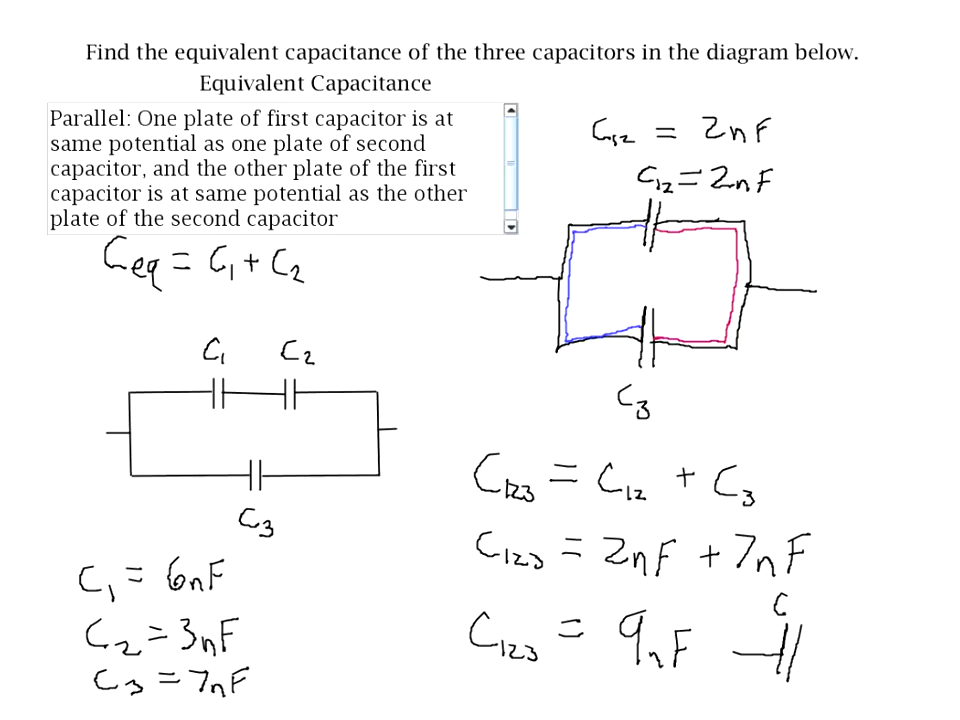 Find the equivalent capacitance of the three capacitors in the diagram below.
Equivalent Capacitance
Parallel: One plate of first capacitor is at
same potential as one plate of second
capacitor, and the other plate of the first
capacitor is at same potential as the other
plate of the second capacitor
Ceq = C1 + C2
C1 C2
C3
C1 = 6nF
C2 = 3nF
C3 = 7nF
C12 = 2nF
C12 = 2nF
C3
C123 = C12 + C3
C123 = 2nF + 7nF
C123 = 9nF
C